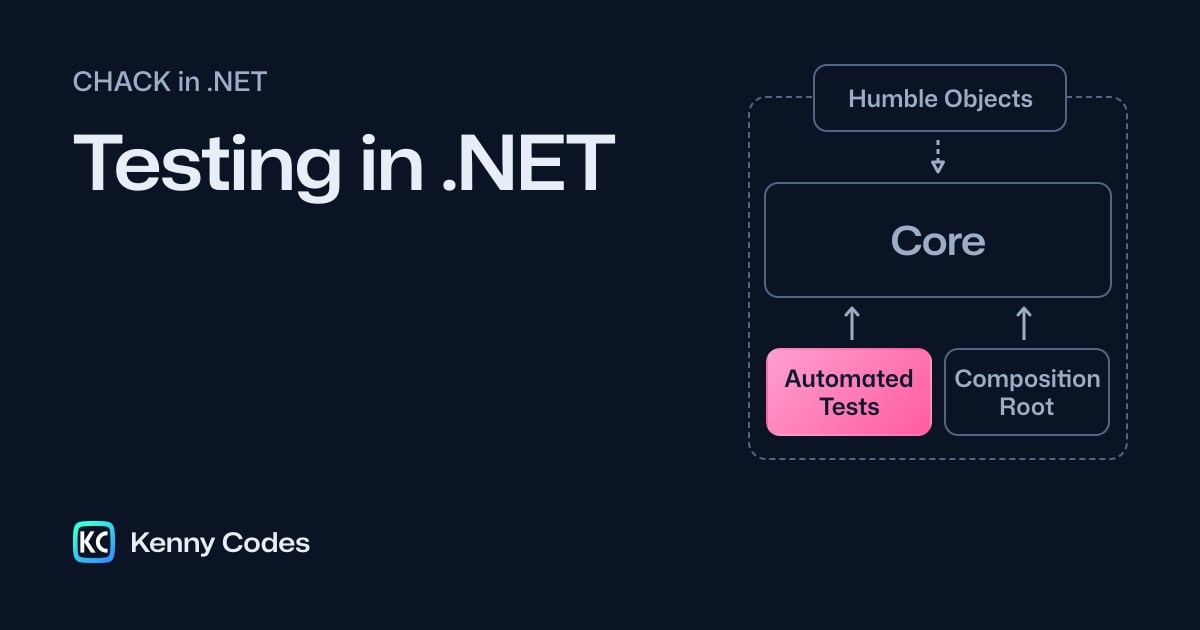 CHACK in .NET
Testing in .NET
Humble Objects
Core
Automated
Tests
Composition
Root
KC
Kenny Codes